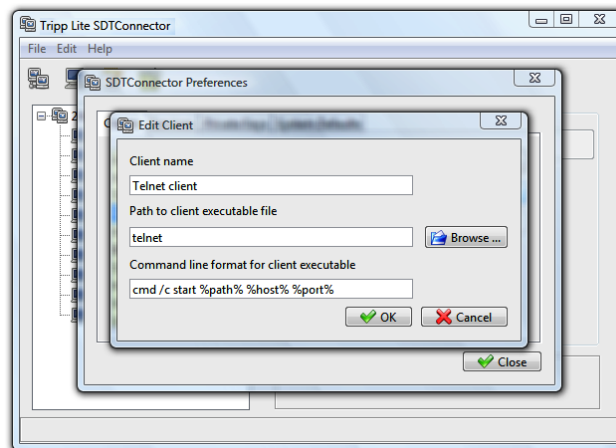 Tripp Lite SDTConnector
File Edit Help
SDTConnector Preferences
Edit Client
Client name
Telnet client
Path to client executable file
telnet
Browse ...
Command line format for client executable
cmd /c start %path% %host% %port%
OK Cancel
Close